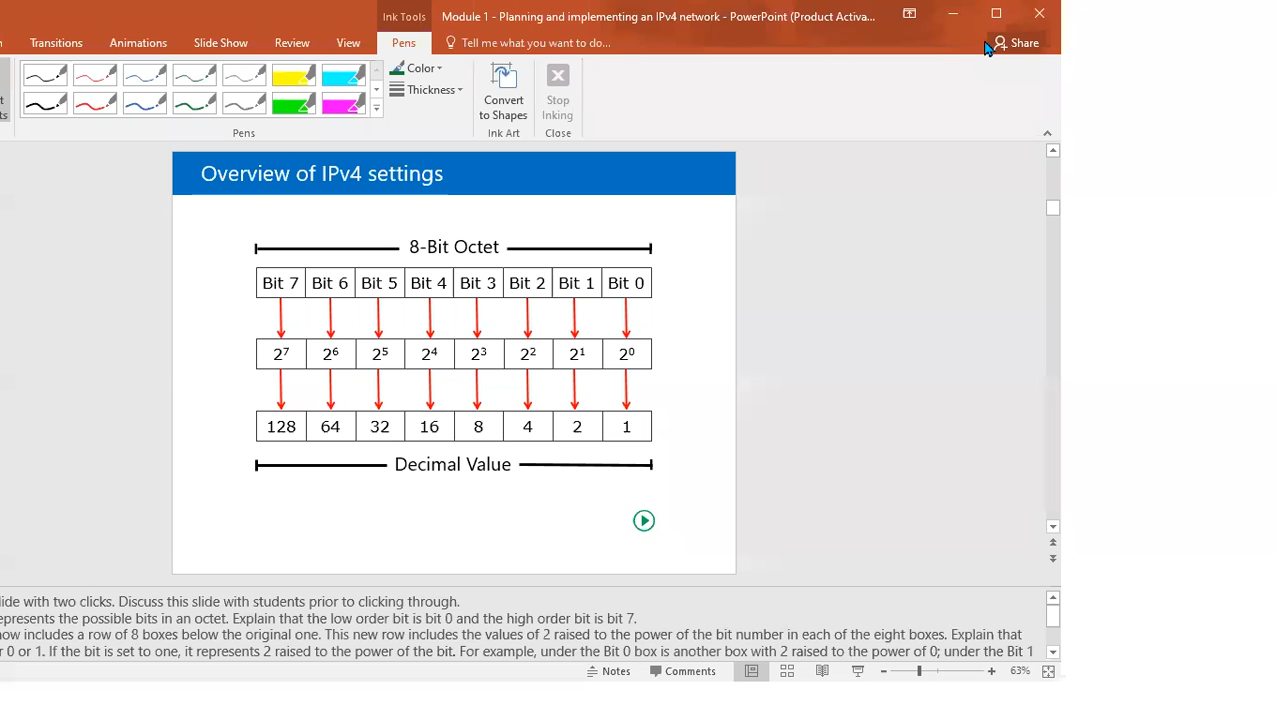 Ink Tools
Module 1 - Planning and implementing an IPv4 network - PowerPoint (Product Activa...
Transitions Animations Slide Show Review View Pens Tell me what you want to do... Share
Color
Thickness
Convert to Shapes
Stop Inking
Pens Ink Art Close
Overview of IPv4 settings
8-Bit Octet
Bit 7 Bit 6 Bit 5 Bit 4 Bit 3 Bit 2 Bit 1 Bit 0
2⁷ 2⁶ 2⁵ 2⁴ 2³ 2² 2¹ 2⁰
128 64 32 16 8 4 2 1
Decimal Value
lide with two clicks. Discuss this slide with students prior to clicking through.
epresents the possible bits in an octet. Explain that the low order bit is bit 0 and the high order bit is bit 7.
now includes a row of 8 boxes below the original one. This new row includes the values of 2 raised to the power of the bit number in each of the eight boxes. Explain that
r 0 or 1. If the bit is set to one, it represents 2 raised to the power of the bit. For example, under the Bit 0 box is another box with 2 raised to the power of 0; under the Bit 1
Notes Comments 63%